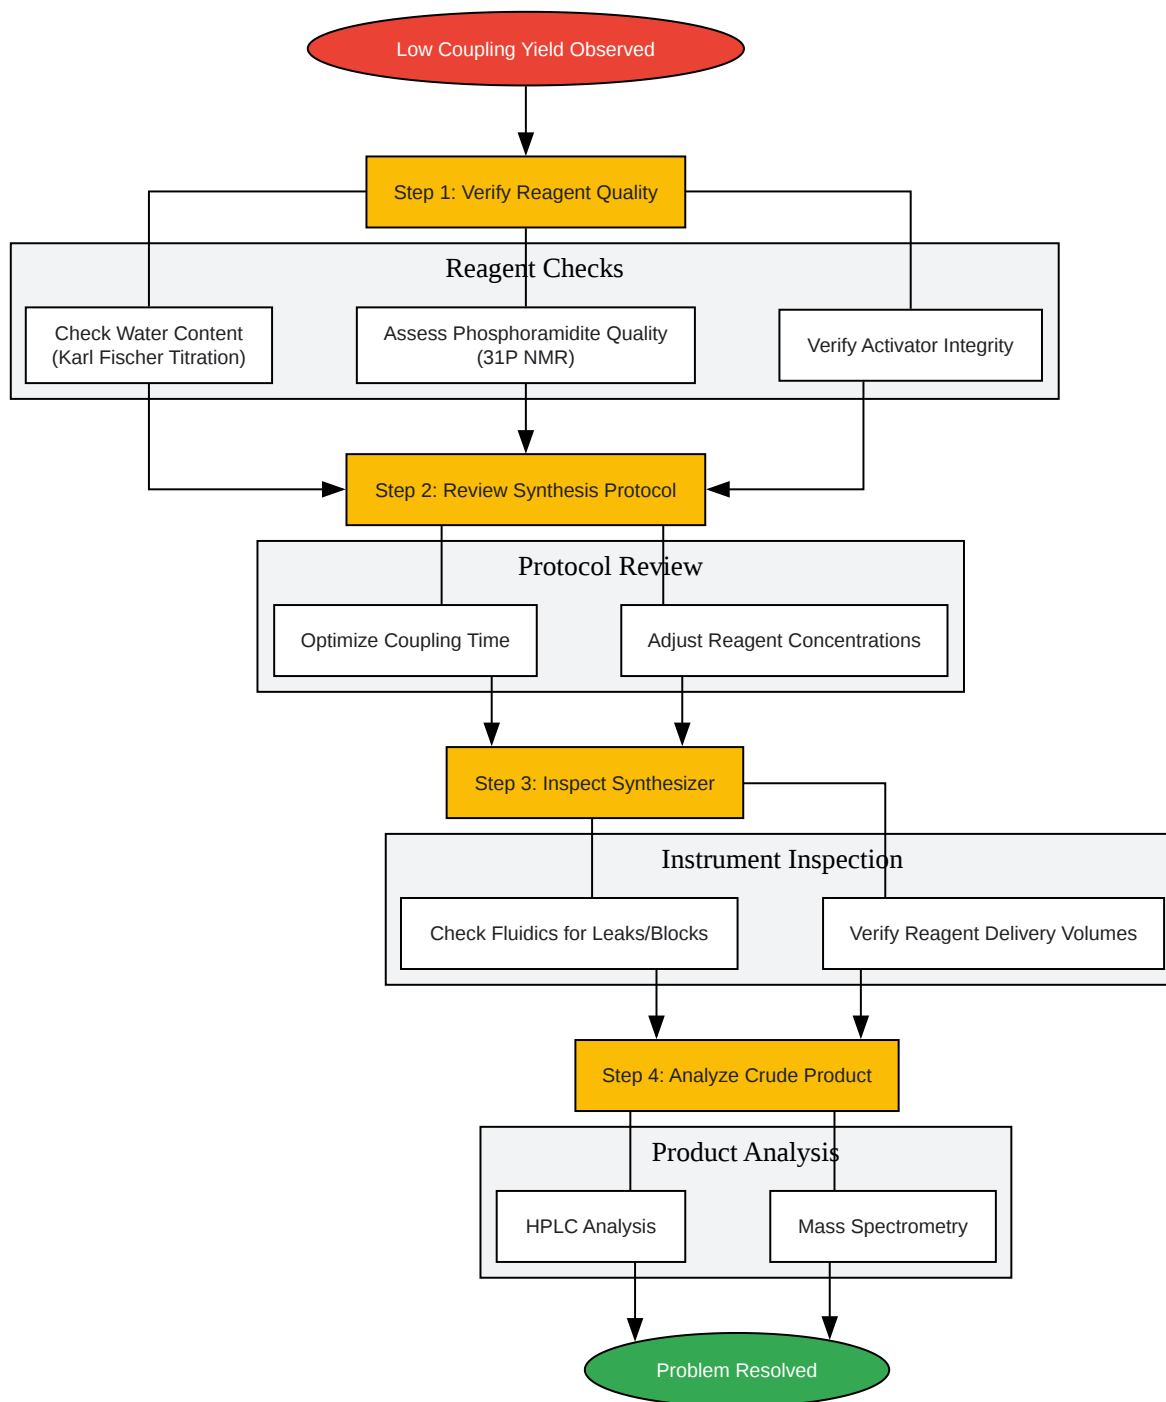 Low Coupling Yield Observed
Step 1: Verify Reagent Quality
Reagent Checks
Check Water Content
(Karl Fischer Titration)
Assess Phosphoramidite Quality
(31P NMR)
Verify Activator Integrity
Step 2: Review Synthesis Protocol
Protocol Review
Optimize Coupling Time
Adjust Reagent Concentrations
Step 3: Inspect Synthesizer
Instrument Inspection
Check Fluidics for Leaks/Blocks
Verify Reagent Delivery Volumes
Step 4: Analyze Crude Product
Product Analysis
HPLC Analysis
Mass Spectrometry
Problem Resolved